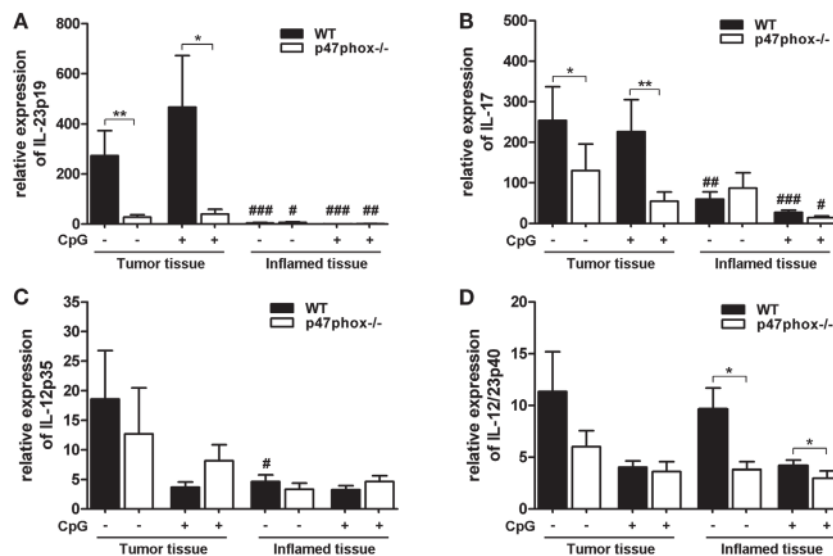 A
WT
p47phox-/-
relative expression
of IL-23p19
800
600
400
200
0
*
**
### # ### ##
CpG - - + + - - + +
Tumor tissue Inflamed tissue
B
WT
p47phox-/-
relative expression
of IL-17
500
400
300
200
100
0
*
**
## ### #
CpG - - + + - - + +
Tumor tissue Inflamed tissue
C
WT
p47phox-/-
relative expression
of IL-12p35
35
30
25
20
15
10
5
0
#
CpG - - + + - - + +
Tumor tissue Inflamed tissue
D
WT
p47phox-/-
relative expression
of IL-12/23p40
20
15
10
5
0
*
*
CpG - - + + - - + +
Tumor tissue Inflamed tissue